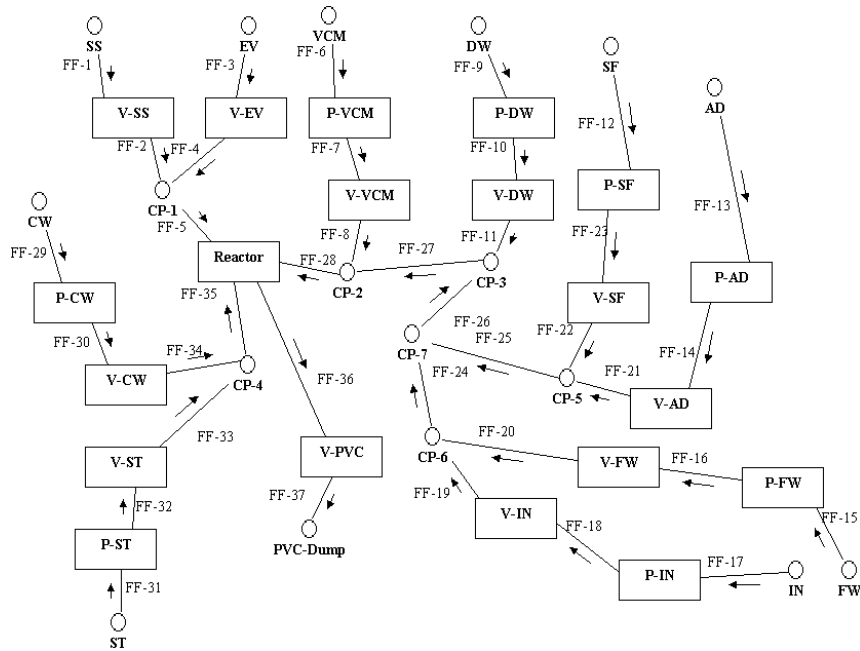 VCM
SS
EV
DW
SF
FF-1
FF-3
FF-6
FF-9
AD
V-SS
V-EV
P-VCM
P-DW
FF-12
FF-2
FF-4
FF-7
FF-10
P-SF
V-VCM
V-DW
FF-13
CP-1
FF-5
CW
FF-29
FF-8
FF-27
FF-11
FF-23
Reactor
FF-28
CP-2
CP-3
P-AD
P-CW
FF-35
V-SF
FF-26
FF-25
FF-22
FF-30
FF-34
CP-7
FF-14
V-CW
CP-4
FF-36
FF-24
CP-5
FF-21
V-AD
FF-33
V-ST
V-PVC
CP-6
FF-20
V-FW
FF-16
P-FW
FF-37
FF-19
FF-32
V-IN
FF-15
P-ST
PVC-Dump
FF-18
FF-17
P-IN
FF-31
IN
FW
ST